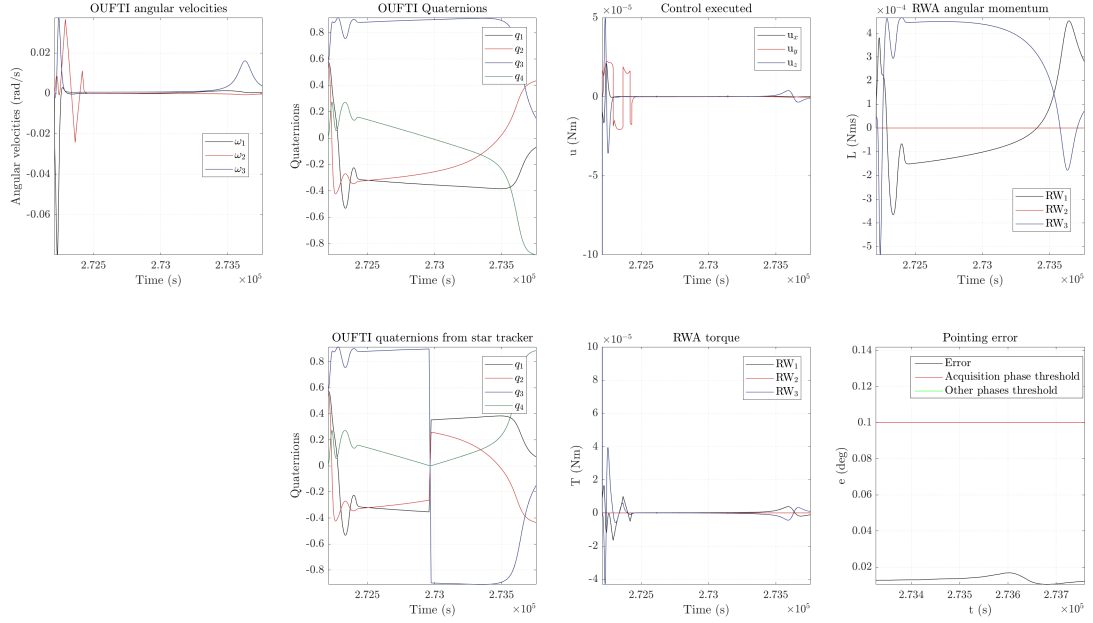 OUFTI angular velocities
Angular velocities (rad/s)
0.02
0
-0.02
-0.04
-0.06
ω1
ω2
ω3
2.725
2.73
2.735
Time (s)
×10^5
OUFTI Quaternions
Quaternions
0.8
0.6
0.4
0.2
0
-0.2
-0.4
-0.6
-0.8
q1
q2
q3
q4
2.725
2.73
2.735
Time (s)
×10^5
Control executed
×10^-5
u (Nm)
5
0
-5
-10
ux
uy
uz
2.725
2.73
2.735
Time (s)
×10^5
RWA angular momentum
×10^-4
L (Nms)
4
3
2
1
0
-1
-2
-3
-4
-5
RW1
RW2
RW3
2.725
2.73
2.735
Time (s)
×10^5
OUFTI quaternions from star tracker
Quaternions
0.8
0.6
0.4
0.2
0
-0.2
-0.4
-0.6
-0.8
q1
q2
q3
q4
2.725
2.73
2.735
Time (s)
×10^5
RWA torque
×10^-5
T (Nm)
10
8
6
4
2
0
-2
-4
RW1
RW2
RW3
2.725
2.73
2.735
Time (s)
×10^5
Pointing error
e (deg)
0.14
0.12
0.1
0.08
0.06
0.04
0.02
Error
Acquisition phase threshold
Other phases threshold
2.734
2.735
2.736
2.737
t (s)
×10^5